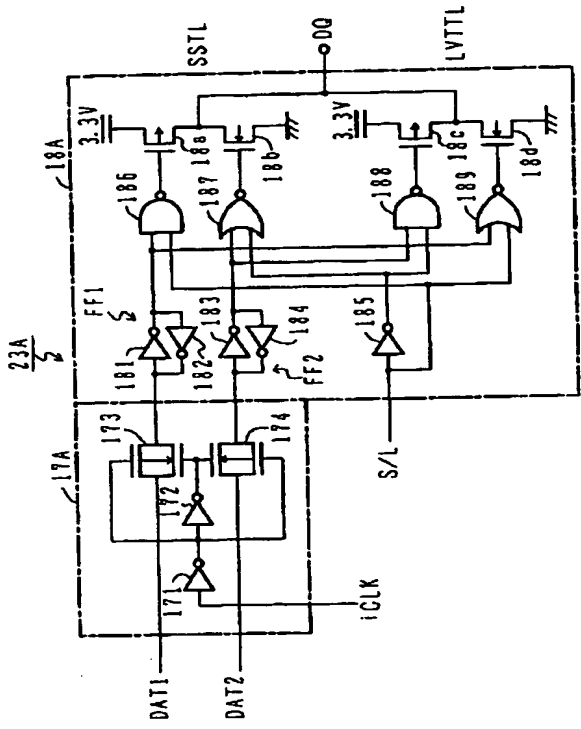 23A
17A
18A
DAT1
DAT2
iCLK
171
172
173
174
S/L
FF1
181
182
183
184
FF2
185
186
187
188
189
3.3V
18a
18b
3.3V
18c
18d
SSTL
DQ
LVTTL